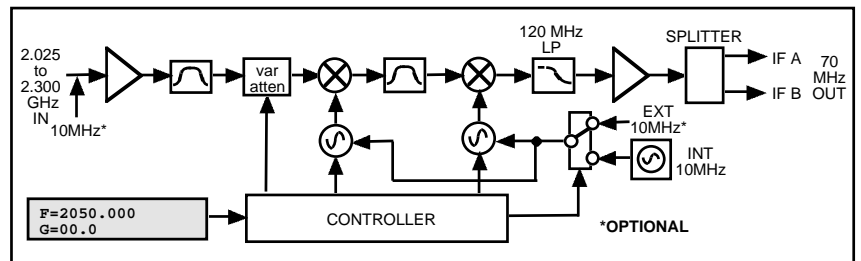 2.025
to
2.300
GHz
IN
10MHz*
var
atten
120 MHz
LP
SPLITTER
IF A
IF B
70
MHz
OUT
EXT
10MHz*
INT
10MHz
F=2050.000
G=00.0
CONTROLLER
*OPTIONAL